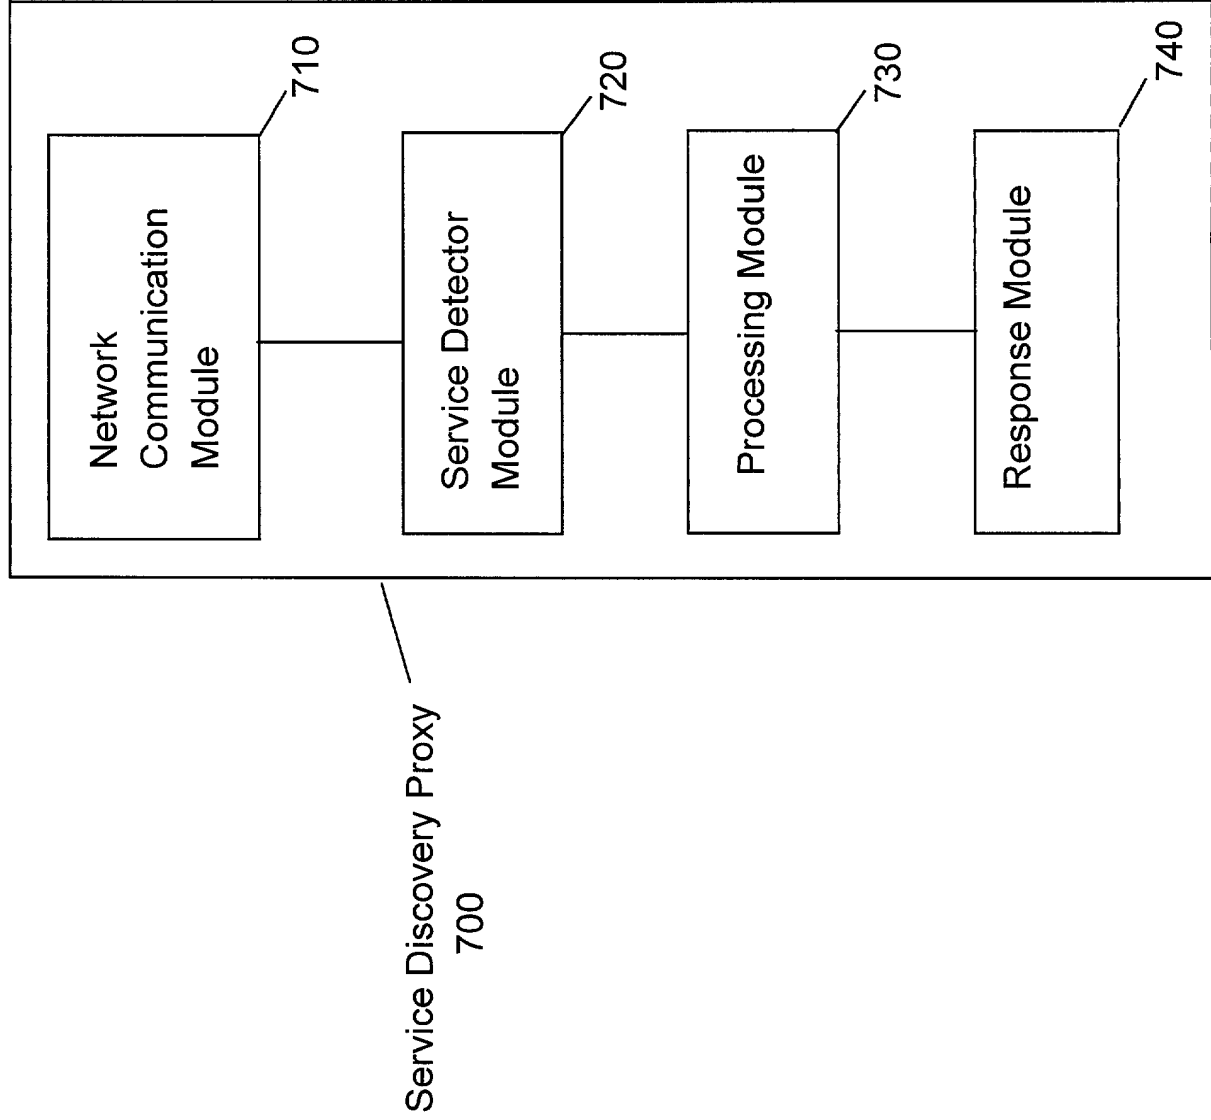 Service Discovery Proxy
700
Network
Communication
Module
710
Service Detector
Module
720
Processing Module
730
Response Module
740